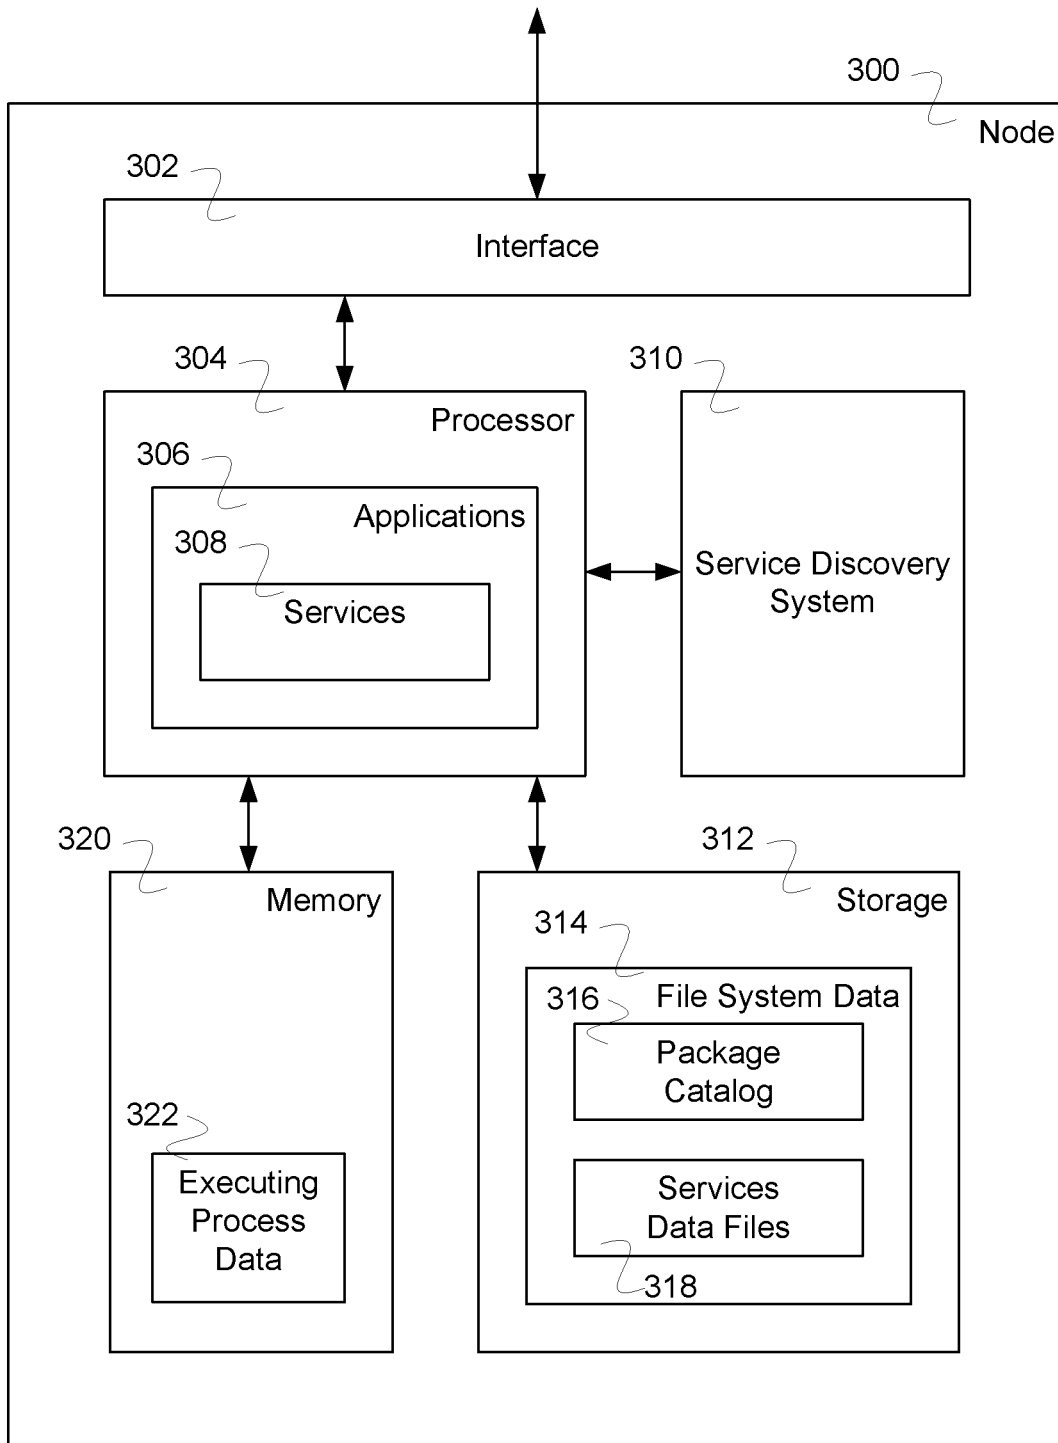 300
Node
302
Interface
304
Processor
310
306
Applications
308
Services
Service Discovery
System
320
Memory
312
Storage
314
File System Data
316
Package
Catalog
322
Executing
Process
Data
Services
Data Files
318